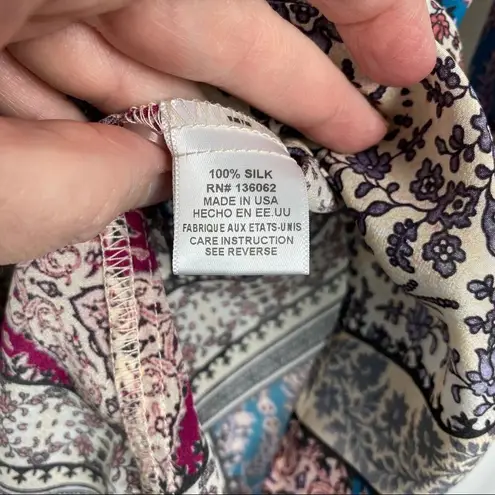 100% SILK
RN# 136062
MADE IN USA
HECHO EN EE.UU
FABRIQUE AUX ETATS-UNIS
CARE INSTRUCTION
SEE REVERSE